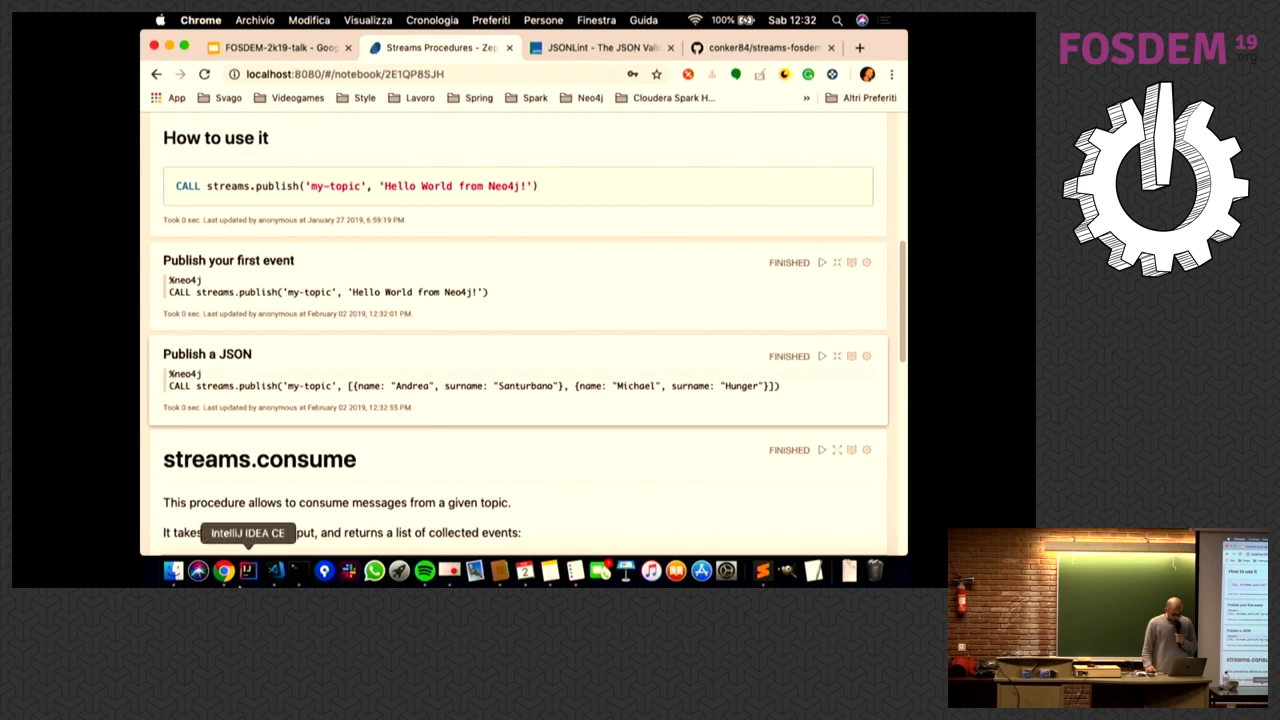 Chrome Archivio Modifica Visualizza Cronologia Preferiti Persone Finestra Guida 100% Sab 12:32
FOSDEM-2k19-talk - Goog
Streams Procedures - Zep
JSONLint - The JSON Vali
conker84/streams-fosdem
localhost:8080/#/notebook/2E1QP8SJH
App Svago Videogames Style Lavoro Spring Spark Neo4j Cloudera Spark H... » Altri Preferiti
How to use it
CALL streams.publish('my-topic', 'Hello World from Neo4j!')
Took 0 sec. Last updated by anonymous at January 27 2019, 6:59:19 PM.
Publish your first event
FINISHED
%neo4j
CALL streams.publish('my-topic', 'Hello World from Neo4j!')
Took 0 sec. Last updated by anonymous at February 02 2019, 12:32:01 PM.
Publish a JSON
FINISHED
%neo4j
CALL streams.publish('my-topic', [{name: "Andrea", surname: "Santurbano"}, {name: "Michael", surname: "Hunger"}])
Took 0 sec. Last updated by anonymous at February 02 2019, 12:32:55 PM.
streams.consume
FINISHED
This procedure allows to consume messages from a given topic.
It takes put, and returns a list of collected events:
IntelliJ IDEA CE
FOSDEM 19
.org